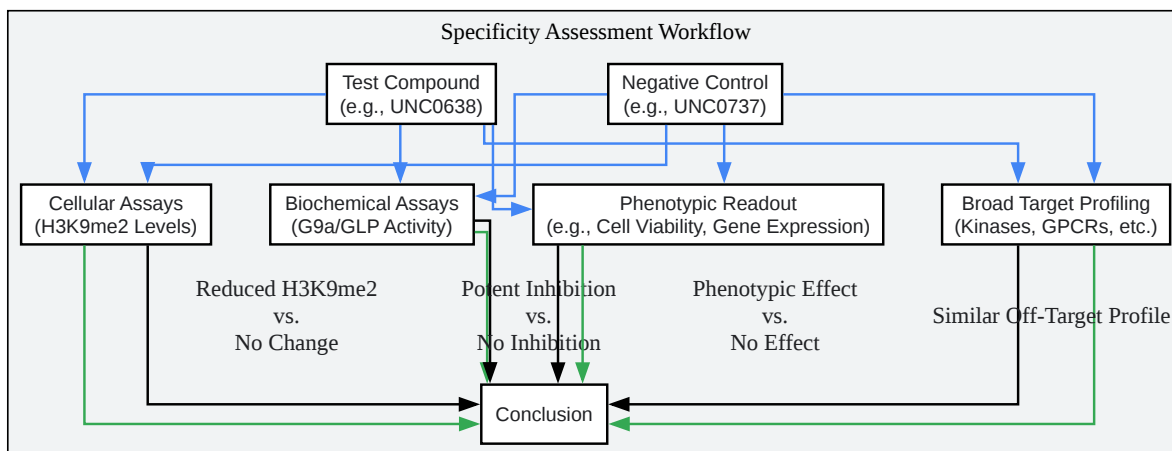 Specificity Assessment Workflow
Test Compound
(e.g., UNC0638)
Negative Control
(e.g., UNC0737)
Cellular Assays
(H3K9me2 Levels)
Biochemical Assays
(G9a/GLP Activity)
Phenotypic Readout
(e.g., Cell Viability, Gene Expression)
Broad Target Profiling
(Kinases, GPCRs, etc.)
Reduced H3K9me2
vs.
No Change
Potent Inhibition
vs.
No Inhibition
Phenotypic Effect
vs.
No Effect
Similar Off-Target Profile
Conclusion